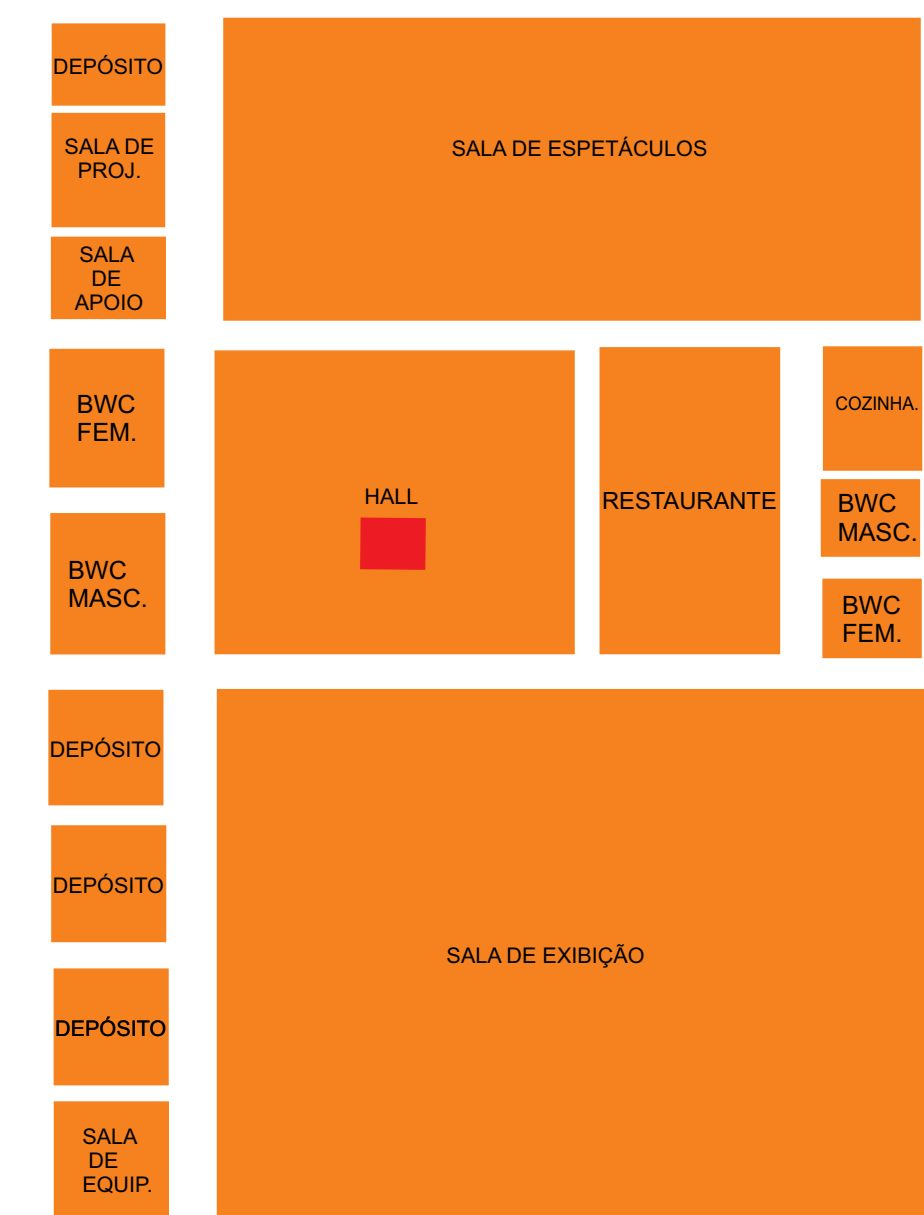 DEPÓSITO
SALA DE
PROJ.
SALA DE ESPETÁCULOS
SALA
DE
APOIO
BWC
FEM.
HALL
RESTAURANTE
COZINHA.
BWC
MASC.
BWC
MASC.
BWC
FEM.
DEPÓSITO
DEPÓSITO
SALA DE EXIBIÇÃO
DEPÓSITO
SALA
DE
EQUIP.